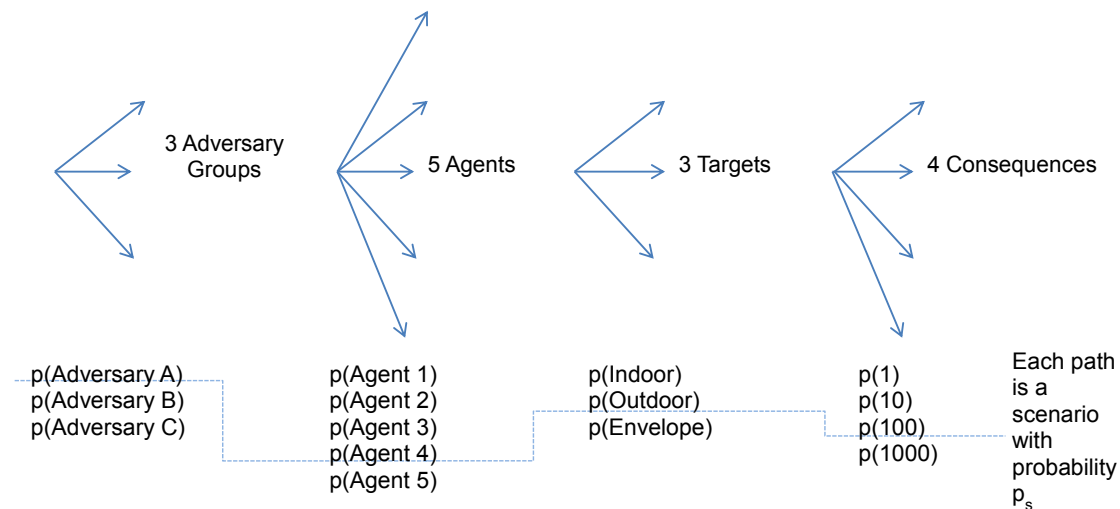 3 Adversary
Groups
5 Agents
3 Targets
4 Consequences
p(Adversary A)
p(Adversary B)
p(Adversary C)
p(Agent 1)
p(Agent 2)
p(Agent 3)
p(Agent 4)
p(Agent 5)
p(Indoor)
p(Outdoor)
p(Envelope)
p(1)
p(10)
p(100)
p(1000)
Each path
is a
scenario
with
probability
pₛ